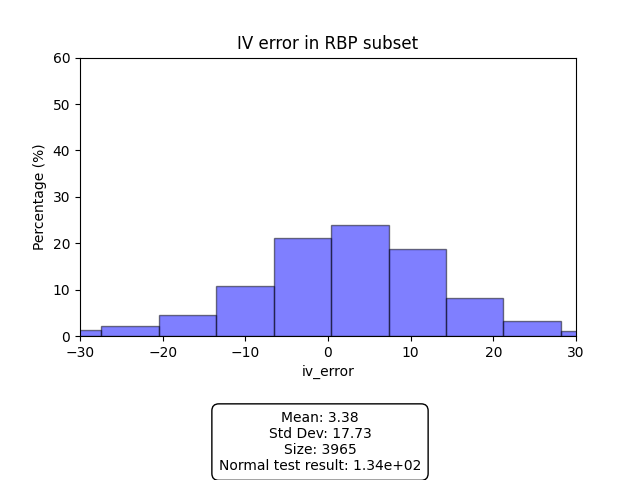 IV error in RBP subset
60
50
40
30
20
10
0
Percentage (%)
−30
−20
−10
0
10
20
30
iv_error
Mean: 3.38
Std Dev: 17.73
Size: 3965
Normal test result: 1.34e+02